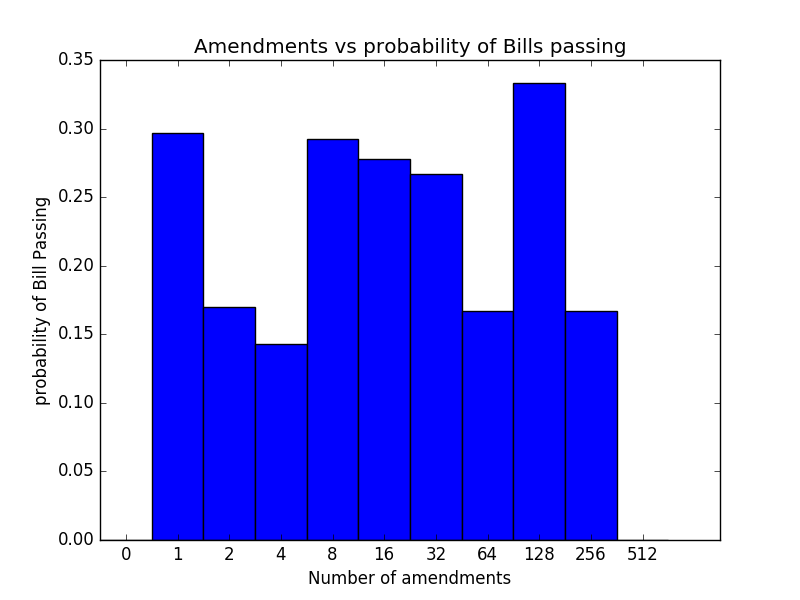 Amendments vs probability of Bills passing
0.35
0.30
0.25
0.20
0.15
0.10
0.05
0.00
probability of Bill Passing
0 1 2 4 8 16 32 64 128 256 512
Number of amendments